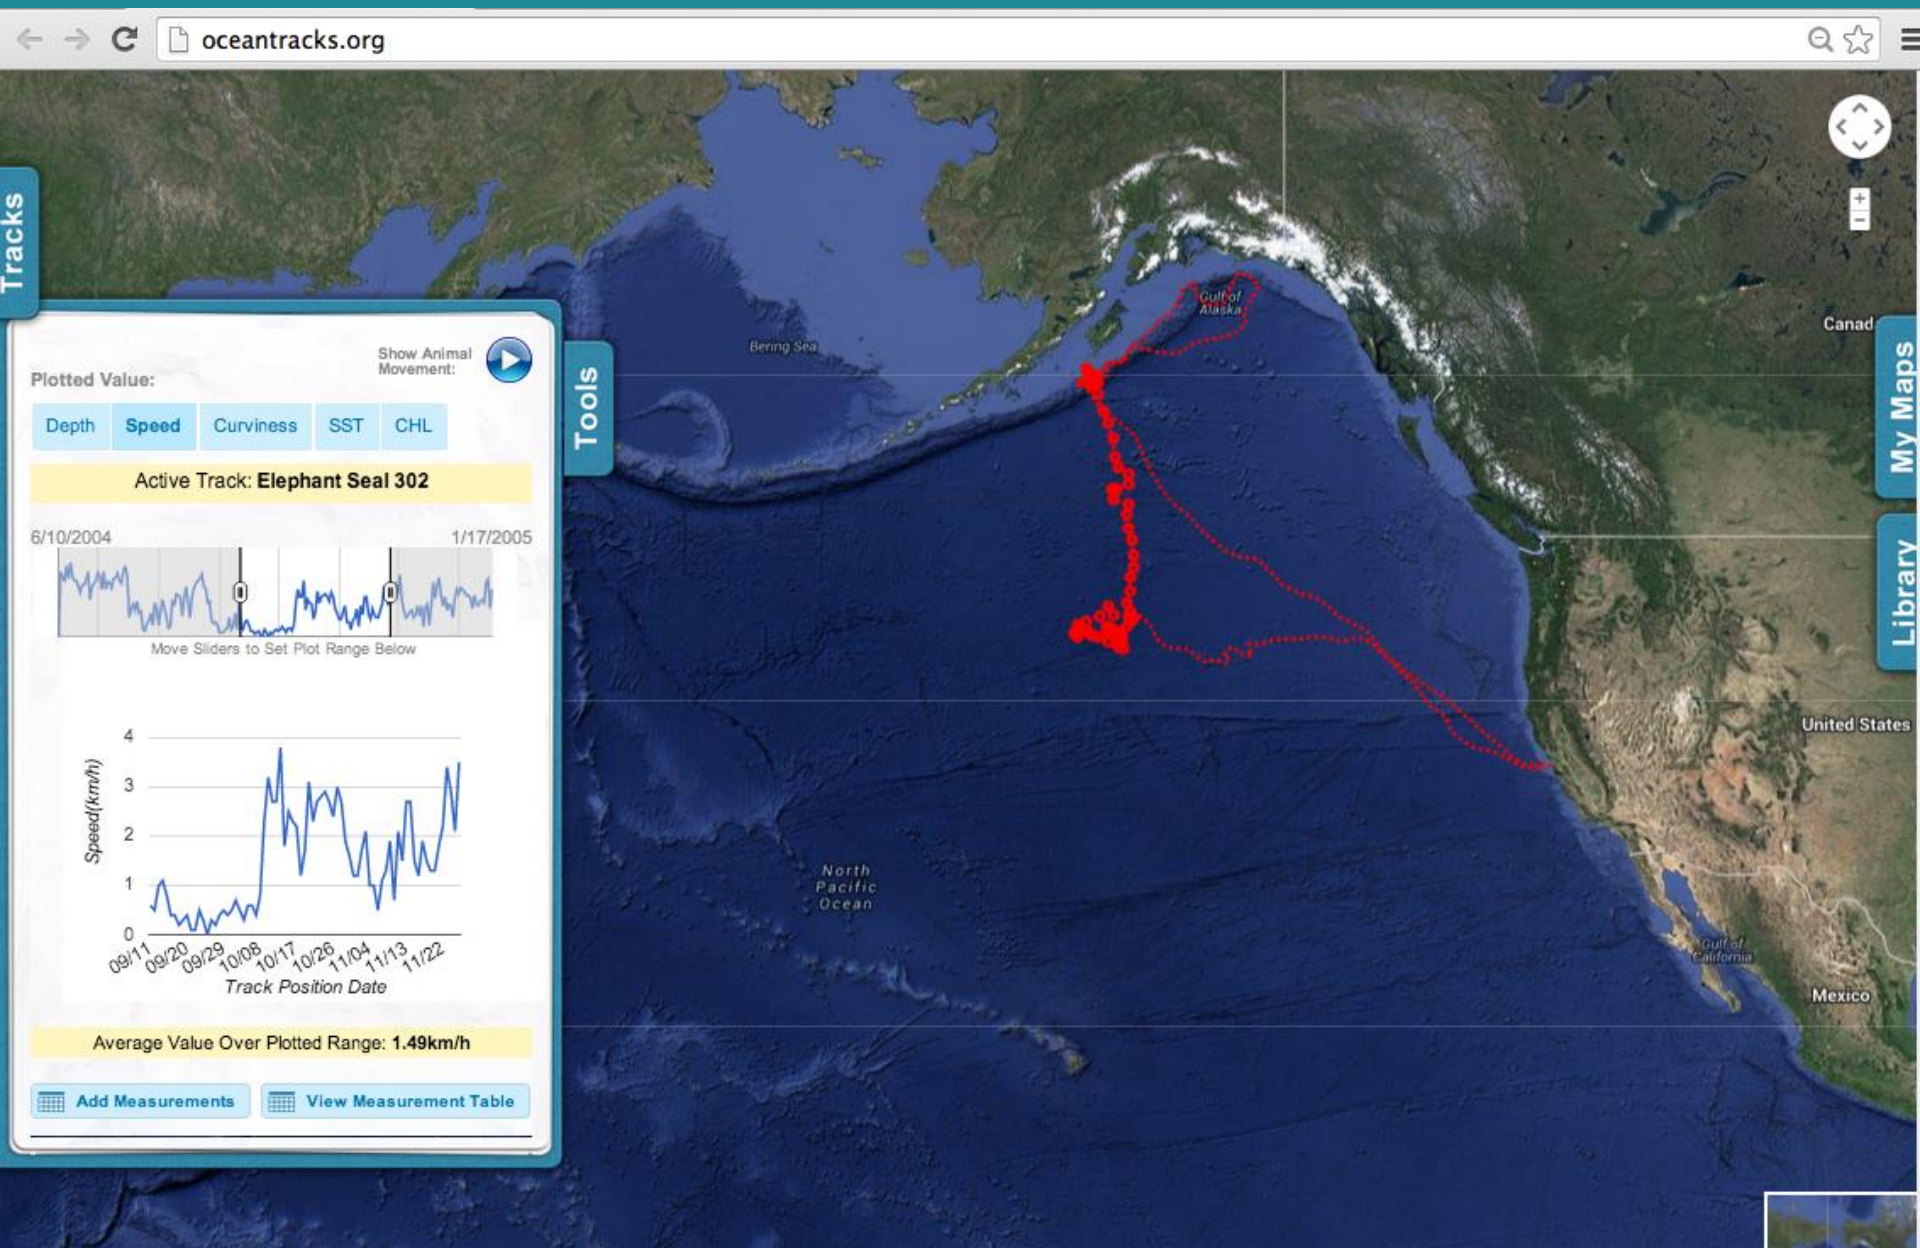 oceantracks.org
Tracks
Show Animal
Movement:
Plotted Value:
Depth
Speed
Curviness
SST
CHL
Active Track: Elephant Seal 302
6/10/2004
1/17/2005
Move Sliders to Set Plot Range Below
4
3
2
1
0
Speed(km/h)
09/11
09/20
09/29
10/08
10/17
10/26
11/04
11/13
11/22
Track Position Date
Average Value Over Plotted Range: 1.49km/h
Add Measurements
View Measurement Table
Tools
Bering Sea
Gulf of
Alaska
North
Pacific
Ocean
Canad
United States
Gulf of
California
Mexico
+
-
My Maps
Library